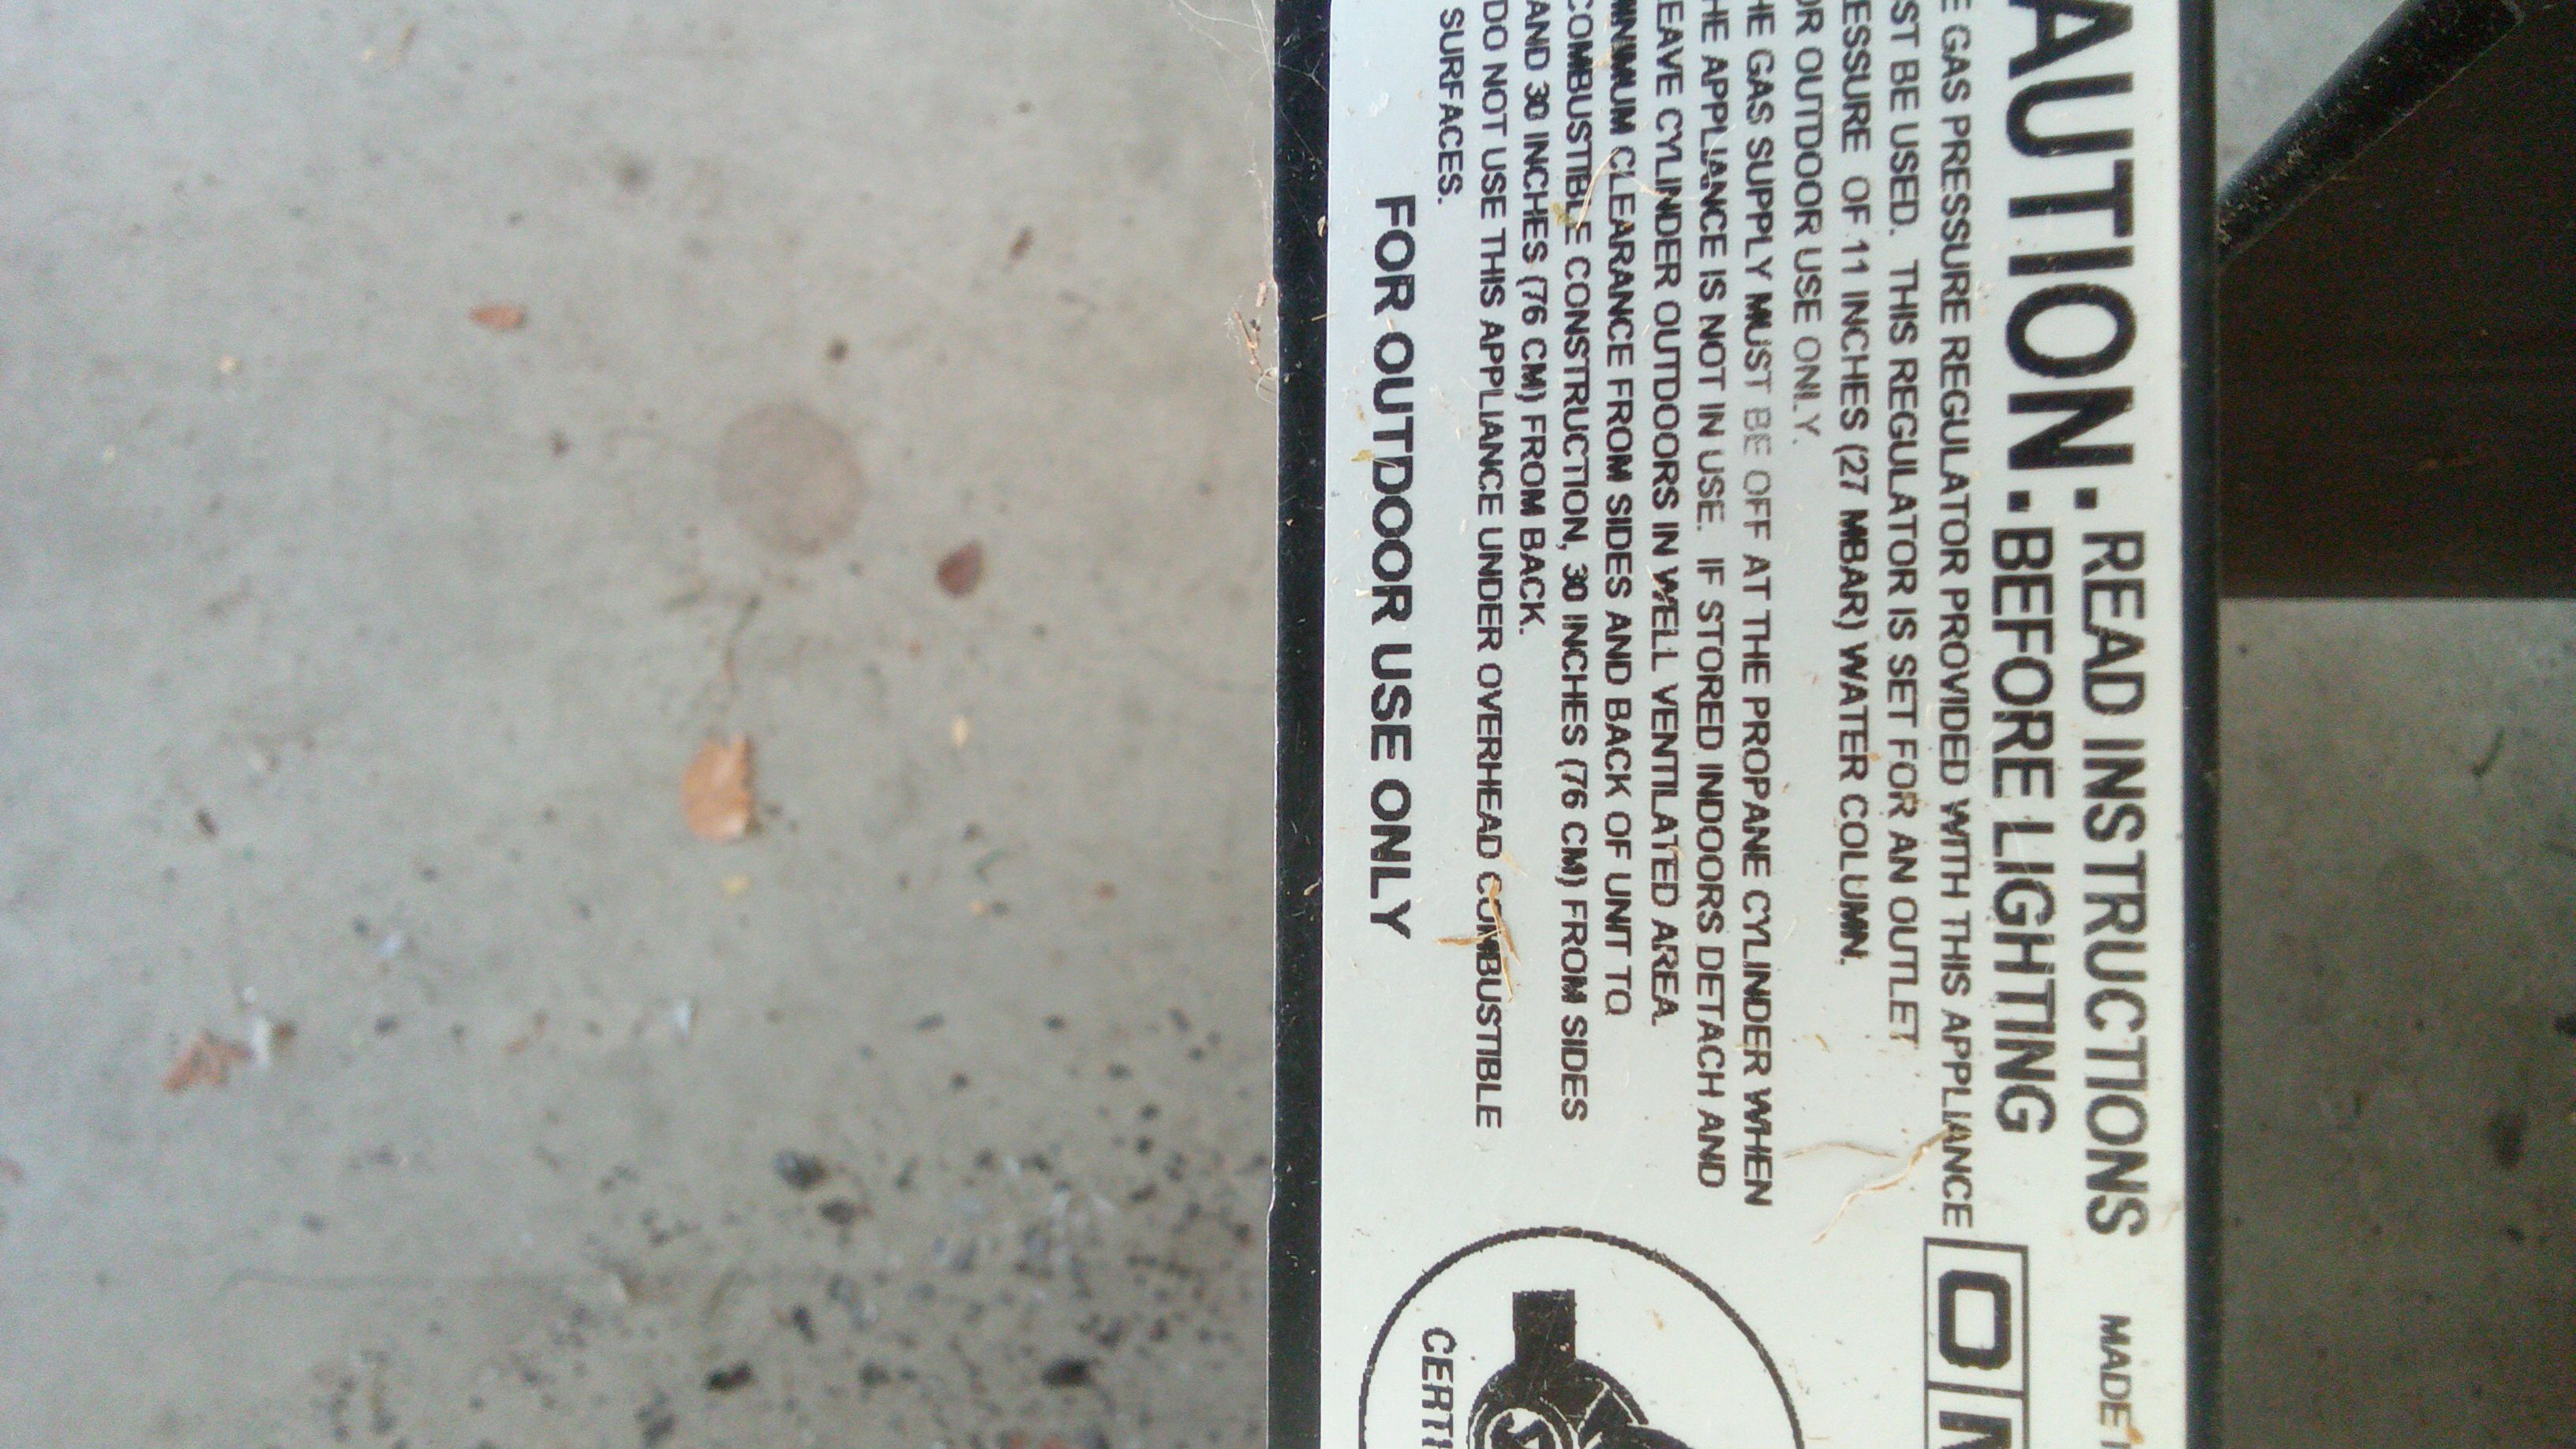 AUTION: READ INSTRUCTIONS
BEFORE LIGHTING
MADE
E GAS PRESSURE REGULATOR PROVIDED WITH THIS APPLIANCE
ST BE USED. THIS REGULATOR IS SET FOR AN OUTLET
ESSURE OF 11 INCHES (27 MBAR) WATER COLUMN.
OR OUTDOOR USE ONLY.
HE GAS SUPPLY MUST BE OFF AT THE PROPANE CYLINDER WHEN
HE APPLIANCE IS NOT IN USE. IF STORED INDOORS DETACH AND
LEAVE CYLINDER OUTDOORS IN WELL VENTILATED AREA.
MINIMUM CLEARANCE FROM SIDES AND BACK OF UNIT TO
COMBUSTIBLE CONSTRUCTION, 30 INCHES (76 CM) FROM SIDES
AND 30 INCHES (76 CM) FROM BACK.
DO NOT USE THIS APPLIANCE UNDER OVERHEAD COMBUSTIBLE
SURFACES.
FOR OUTDOOR USE ONLY
O
CERTI